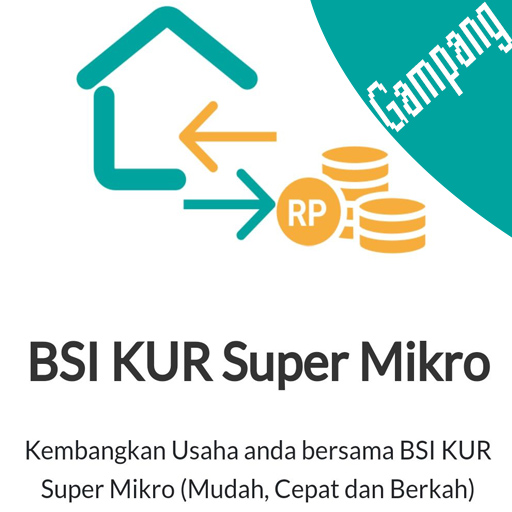 Gampang
RP
BSI KUR Super Mikro
Kembangkan Usaha anda bersama BSI KUR
Super Mikro (Mudah, Cepat dan Berkah)